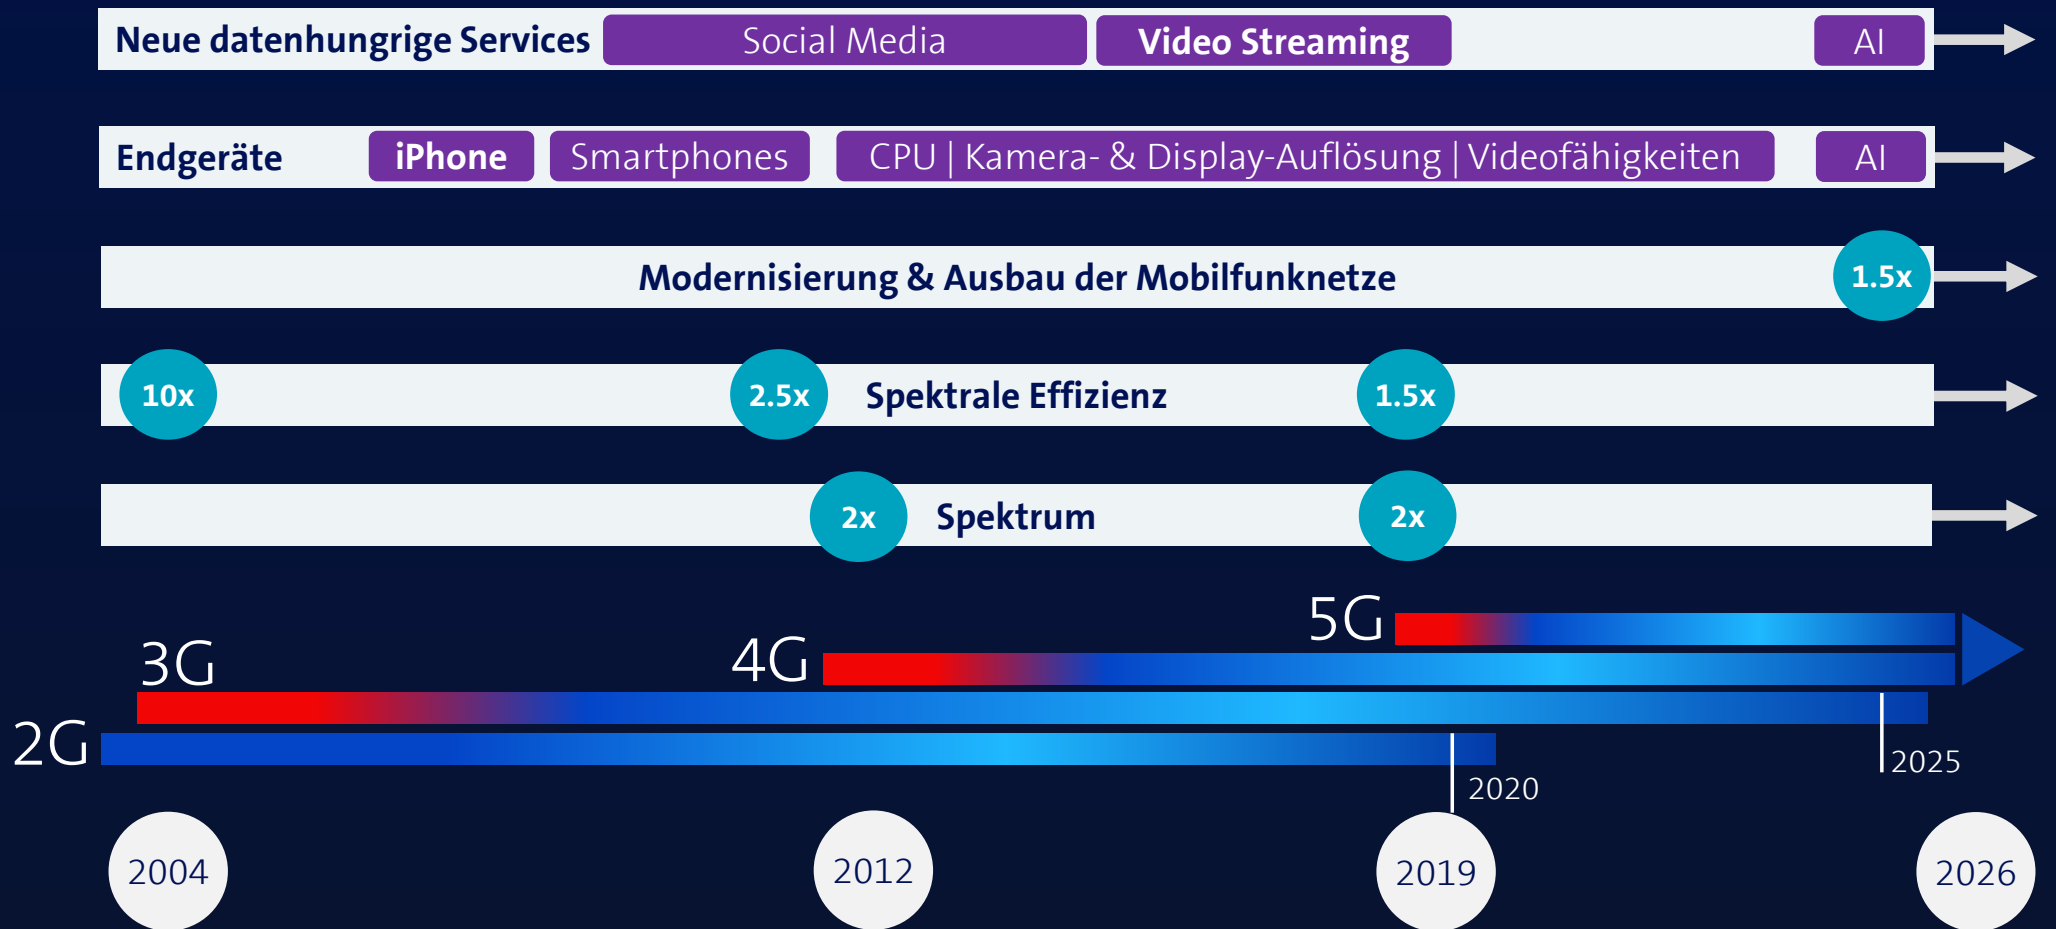 Neue datenhungrige Services Social Media Video Streaming AI
Endgeräte iPhone Smartphones CPU | Kamera- & Display-Auflösung | Videofähigkeiten AI
Modernisierung & Ausbau der Mobilfunknetze 1.5x
10x 2.5x Spektrale Effizienz 1.5x
2x Spektrum 2x
5G
4G
3G
2G
2025
2020
2004 2012 2019 2026